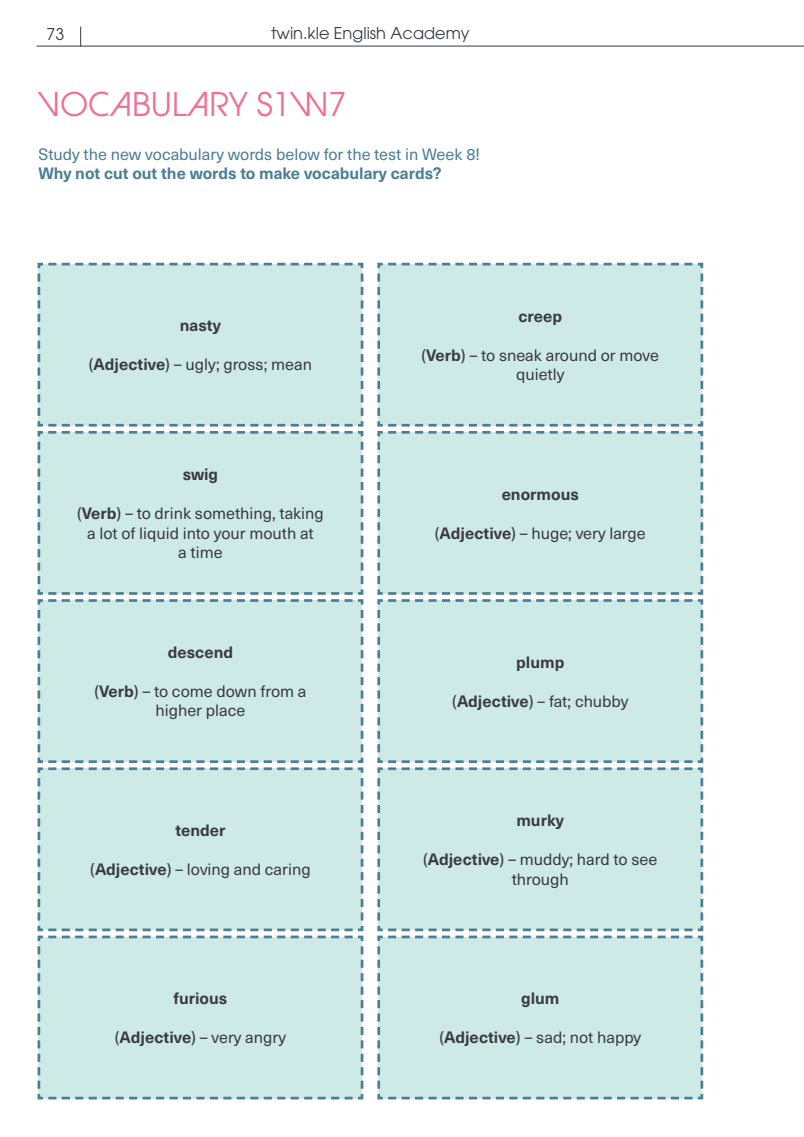 73
twin.kle English Academy
VOCABULARY S1W7
Study the new vocabulary words below for the test in Week 8!
Why not cut out the words to make vocabulary cards?
nasty
(Adjective) – ugly; gross; mean
creep
(Verb) – to sneak around or move
quietly
swig
(Verb) – to drink something, taking
a lot of liquid into your mouth at
a time
enormous
(Adjective) – huge; very large
descend
(Verb) – to come down from a
higher place
plump
(Adjective) – fat; chubby
tender
(Adjective) – loving and caring
murky
(Adjective) – muddy; hard to see
through
furious
(Adjective) – very angry
glum
(Adjective) – sad; not happy